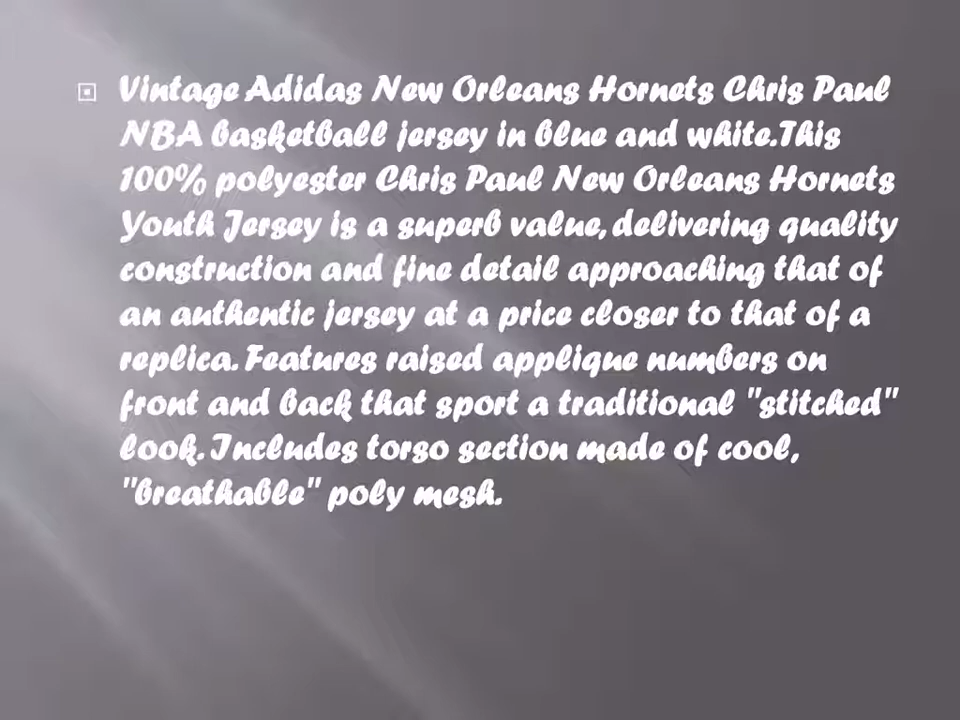 Vintage Adidas New Orleans Hornets Chris Paul
NBA basketball jersey in blue and white.This
100% polyester Chris Paul New Orleans Hornets
Youth Jersey is a superb value, delivering quality
construction and fine detail approaching that of
an authentic jersey at a price closer to that of a
replica. Features raised applique numbers on
front and back that sport a traditional "stitched"
look. Includes torso section made of cool,
"breathable" poly mesh.